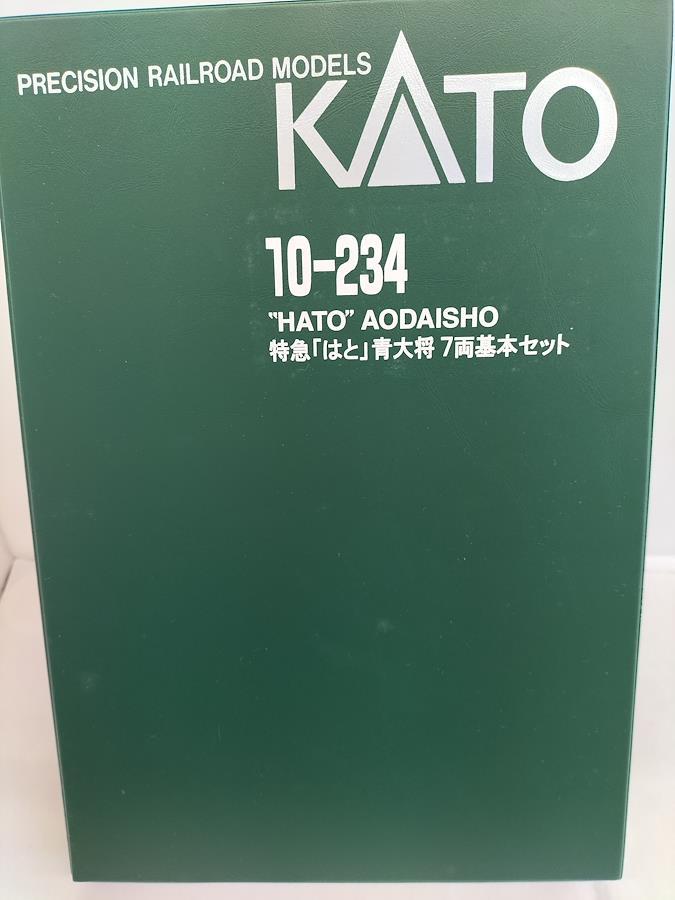 PRECISION RAILROAD MODELS
KATO
10-234
“HATO” AODAISHO
特急「はと」青大将 7両基本セット